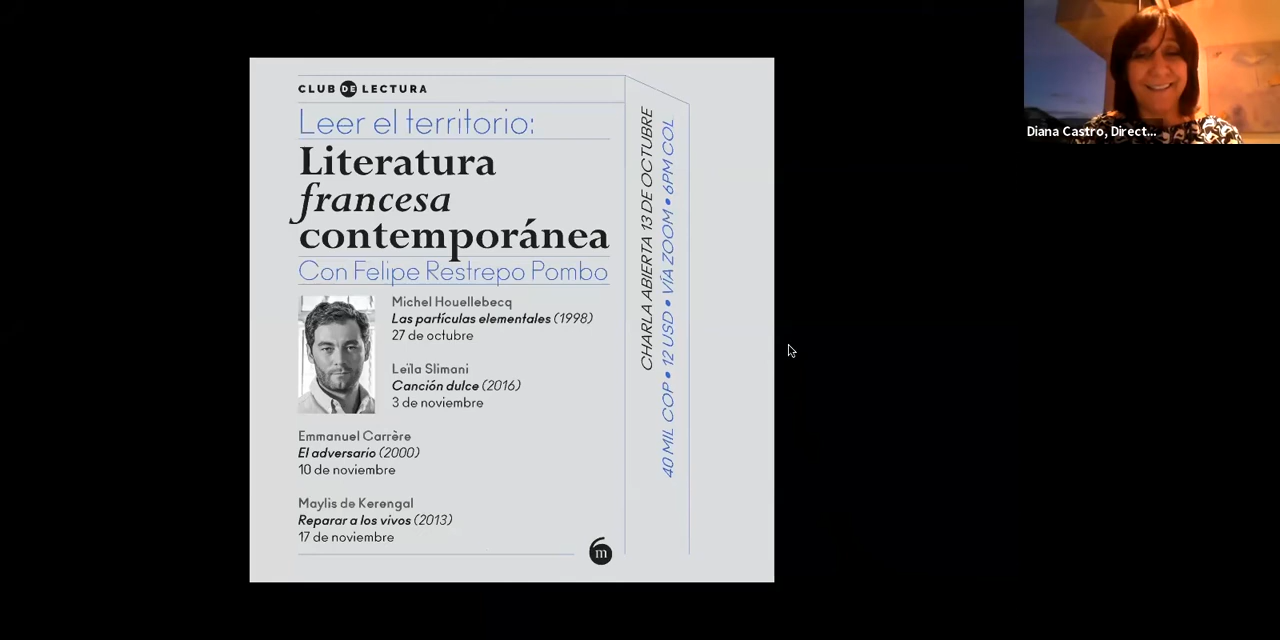 CLUB DE LECTURA
Leer el territorio:
Literatura
francesa
contemporánea
Con Felipe Restrepo Pombo
Michel Houellebecq
Las partículas elementales (1998)
27 de octubre
Leïla Slimani
Canción dulce (2016)
3 de noviembre
Emmanuel Carrère
El adversario (2000)
10 de noviembre
Maylis de Kerengal
Reparar a los vivos (2013)
17 de noviembre
m
CHARLA ABIERTA 13 DE OCTUBRE
40 MIL COP • 12 USD • VÍA ZOOM • 6PM COL
Diana Castro, Direct...